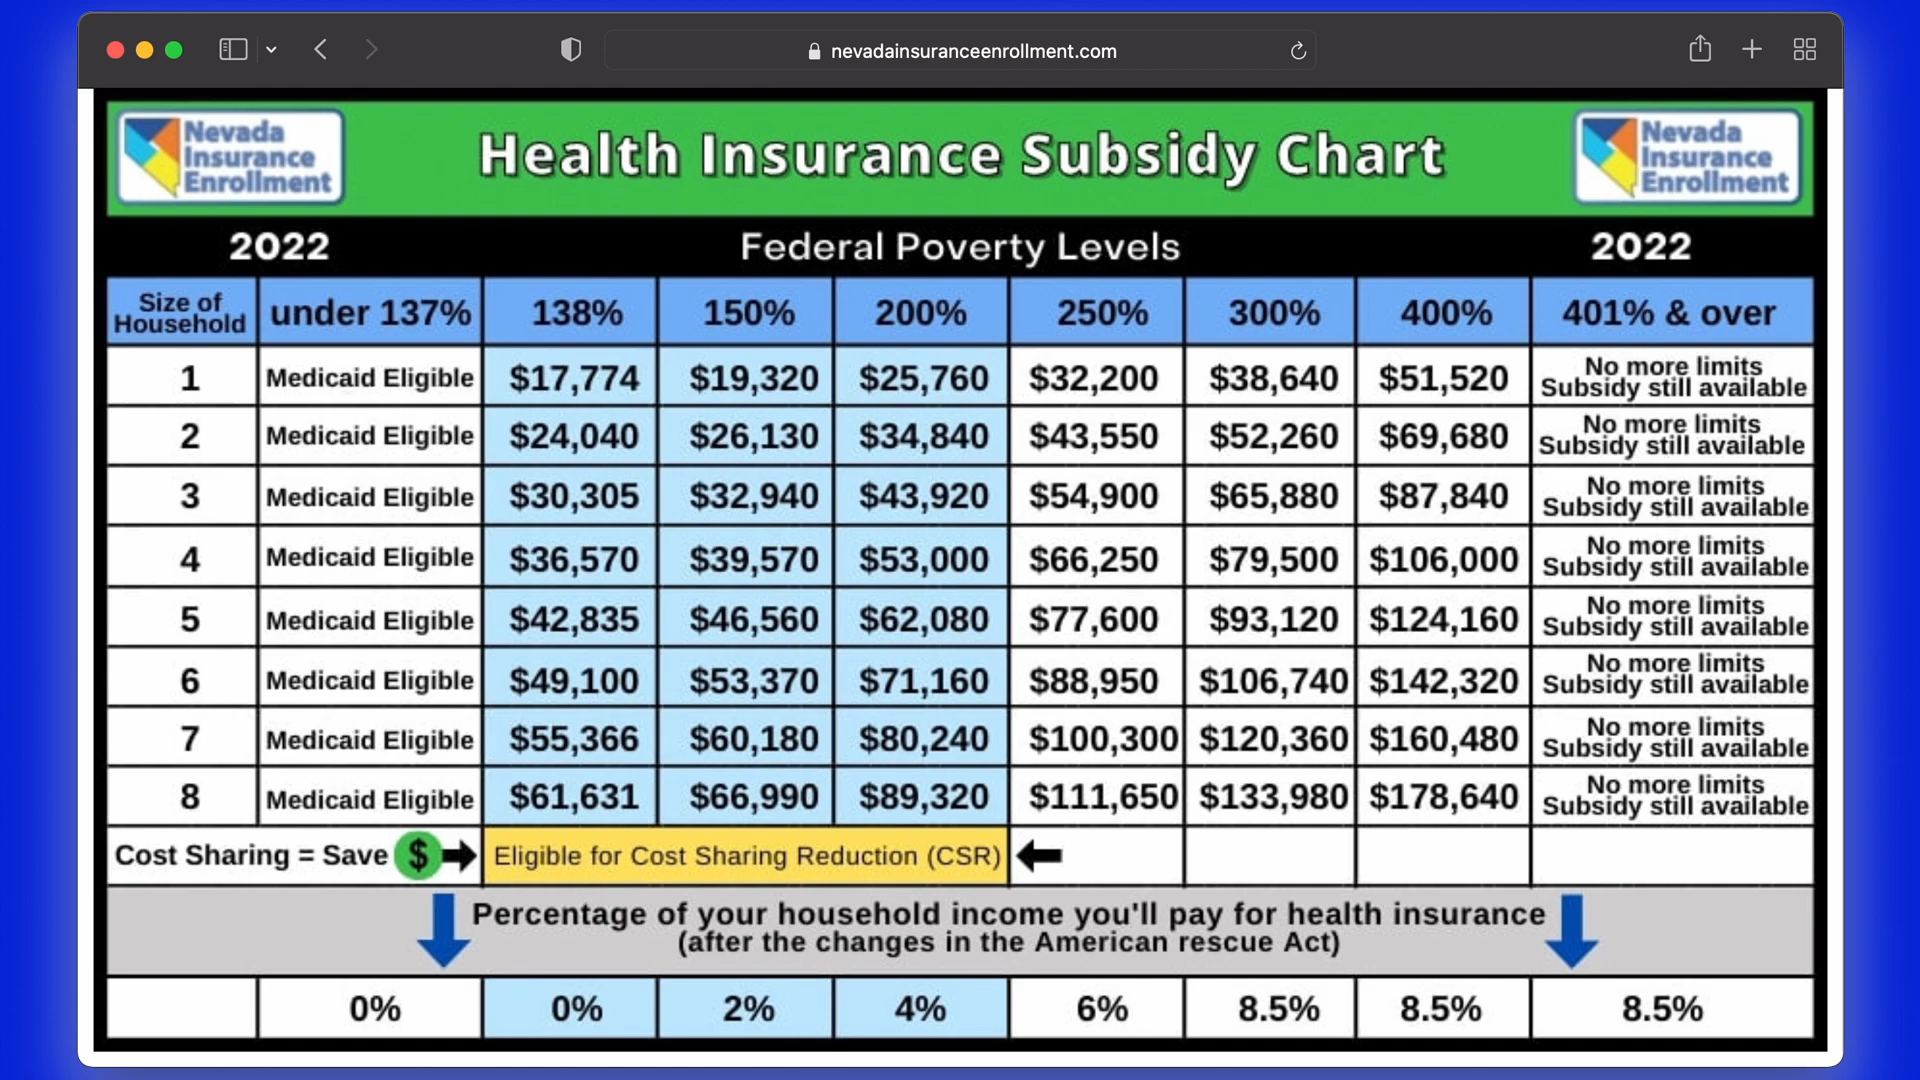 nevadainsuranceenrollment.com
Nevada
Insurance
Enrollment
Health Insurance Subsidy Chart
Nevada
Insurance
Enrollment
2022 Federal Poverty Levels 2022
Size of
Household
under 137% 138% 150% 200% 250% 300% 400% 401% & over
1 Medicaid Eligible $17,774 $19,320 $25,760 $32,200 $38,640 $51,520 No more limits
Subsidy still available
2 Medicaid Eligible $24,040 $26,130 $34,840 $43,550 $52,260 $69,680 No more limits
Subsidy still available
3 Medicaid Eligible $30,305 $32,940 $43,920 $54,900 $65,880 $87,840 No more limits
Subsidy still available
4 Medicaid Eligible $36,570 $39,570 $53,000 $66,250 $79,500 $106,000 No more limits
Subsidy still available
5 Medicaid Eligible $42,835 $46,560 $62,080 $77,600 $93,120 $124,160 No more limits
Subsidy still available
6 Medicaid Eligible $49,100 $53,370 $71,160 $88,950 $106,740 $142,320 No more limits
Subsidy still available
7 Medicaid Eligible $55,366 $60,180 $80,240 $100,300 $120,360 $160,480 No more limits
Subsidy still available
8 Medicaid Eligible $61,631 $66,990 $89,320 $111,650 $133,980 $178,640 No more limits
Subsidy still available
Cost Sharing = Save $ Eligible for Cost Sharing Reduction (CSR)
Percentage of your household income you'll pay for health insurance
(after the changes in the American rescue Act)
0% 0% 2% 4% 6% 8.5% 8.5% 8.5%